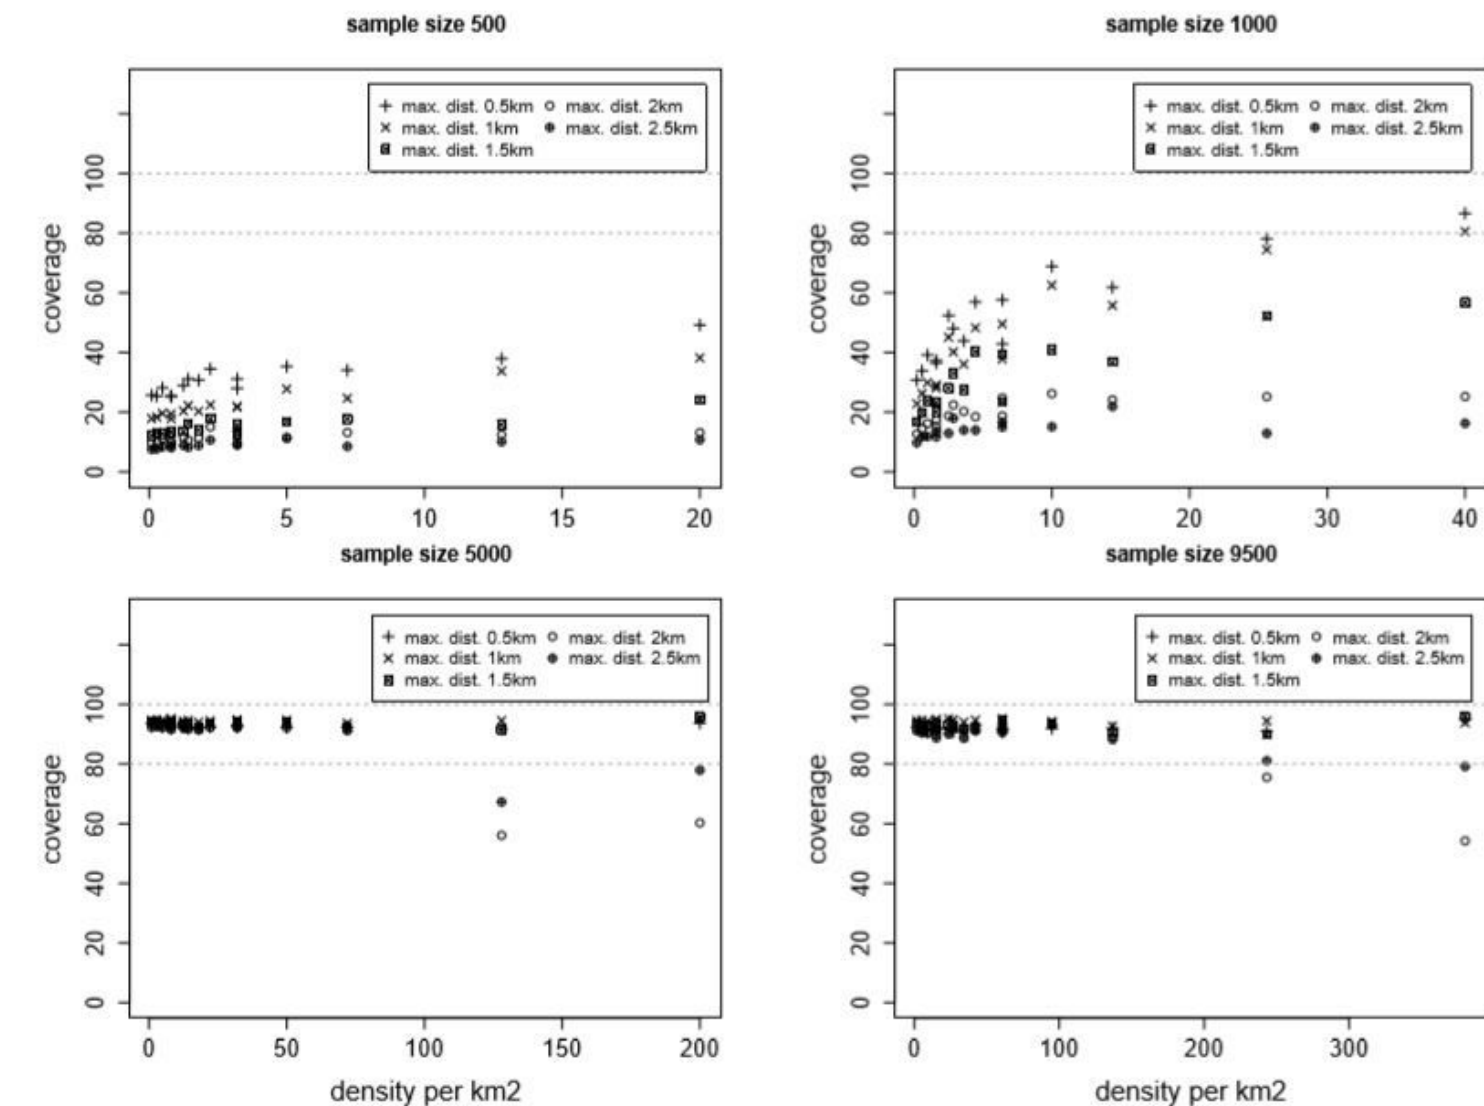 sample size 500
max. dist. 0.5km max. dist. 2km
max. dist. 1km max. dist. 2.5km
max. dist. 1.5km
coverage
0 20 40 60 80 100
0 5 10 15 20
sample size 1000
max. dist. 0.5km max. dist. 2km
max. dist. 1km max. dist. 2.5km
max. dist. 1.5km
coverage
0 20 40 60 80 100
0 10 20 30 40
sample size 5000
max. dist. 0.5km max. dist. 2km
max. dist. 1km max. dist. 2.5km
max. dist. 1.5km
coverage
0 20 40 60 80 100
0 50 100 150 200
density per km2
sample size 9500
max. dist. 0.5km max. dist. 2km
max. dist. 1km max. dist. 2.5km
max. dist. 1.5km
coverage
0 20 40 60 80 100
0 100 200 300
density per km2